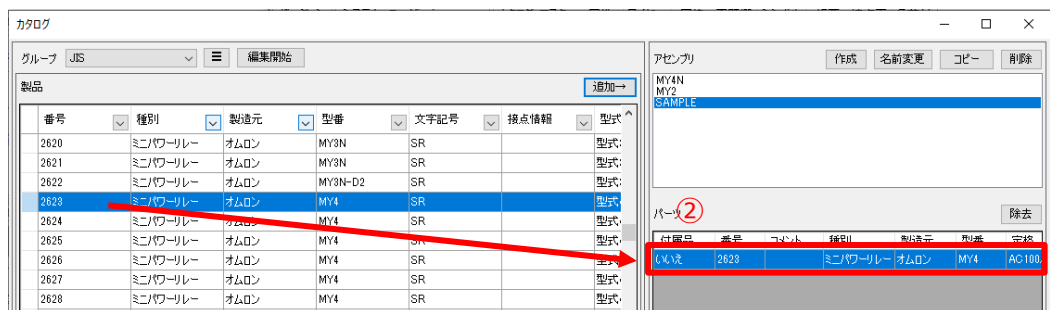 カタログ
グループ JIS 編集開始
製品 追加→
番号 種別 製造元 型番 文字記号 接点情報 型式
2620 ミニパワーリレー オムロン MY3N SR 型式:
2621 ミニパワーリレー オムロン MY3N SR 型式:
2622 ミニパワーリレー オムロン MY3N-D2 SR 型式:
2623 ミニパワーリレー オムロン MY4 SR 型式
2624 ミニパワーリレー オムロン MY4 SR 型式
2625 ミニパワーリレー オムロン MY4 SR 型式
2626 ミニパワーリレー オムロン MY4 SR 型式
2627 ミニパワーリレー オムロン MY4 SR 型式
2628 ミニパワーリレー オムロン MY4 SR 型式
アセンブリ 作成 名前変更 コピー 削除
MY4N
MY2
SAMPLE
パーツ ② 除去
付属品 番号 コメント 種別 製造元 型番 定格
いいえ 2623 ミニパワーリレー オムロン MY4 AC100